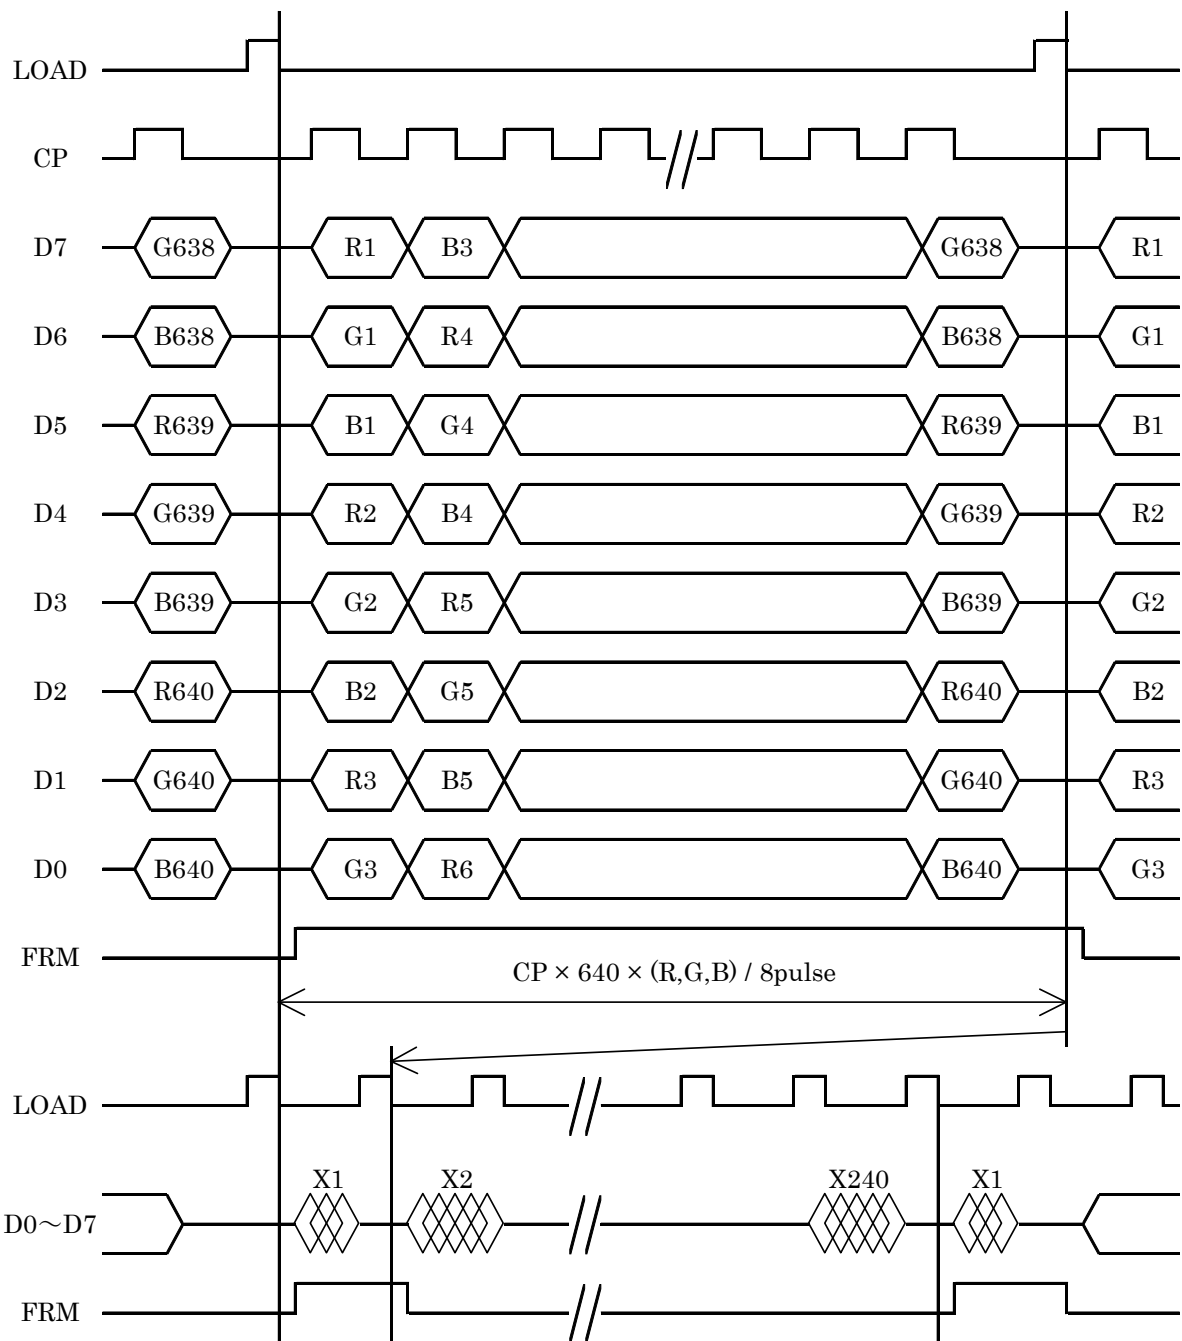 LOAD
CP
D7 G638 R1 B3 G638 R1
D6 B638 G1 R4 B638 G1
D5 R639 B1 G4 R639 B1
D4 G639 R2 B4 G639 R2
D3 B639 G2 R5 B639 G2
D2 R640 B2 G5 R640 B2
D1 G640 R3 B5 G640 R3
D0 B640 G3 R6 B640 G3
FRM
CP × 640 × (R,G,B) / 8pulse
LOAD
X1 X2 X240 X1
D0～D7
FRM